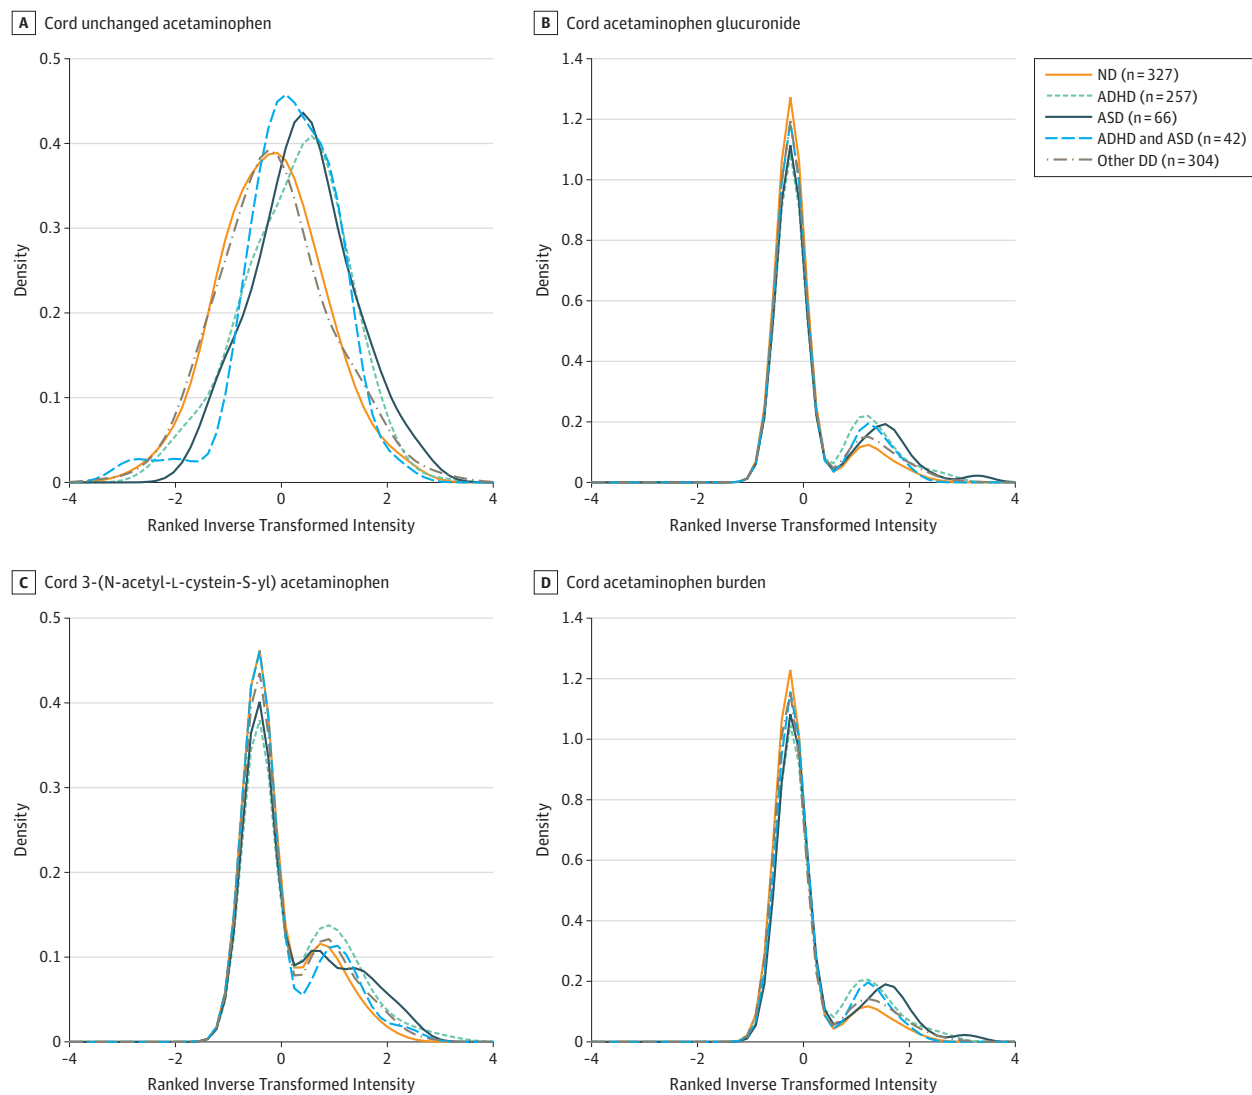 A Cord unchanged acetaminophen
0.5
0.4
0.3
0.2
0.1
0
Density
-4 -2 0 2 4
Ranked Inverse Transformed Intensity
B Cord acetaminophen glucuronide
1.4
1.2
1.0
0.8
0.6
0.4
0.2
0
Density
-4 -2 0 2 4
Ranked Inverse Transformed Intensity
ND (n = 327)
ADHD (n = 257)
ASD (n = 66)
ADHD and ASD (n = 42)
Other DD (n = 304)
C Cord 3-(N-acetyl-L-cystein-S-yl) acetaminophen
0.5
0.4
0.3
0.2
0.1
0
Density
-4 -2 0 2 4
Ranked Inverse Transformed Intensity
D Cord acetaminophen burden
1.4
1.2
1.0
0.8
0.6
0.4
0.2
0
Density
-4 -2 0 2 4
Ranked Inverse Transformed Intensity